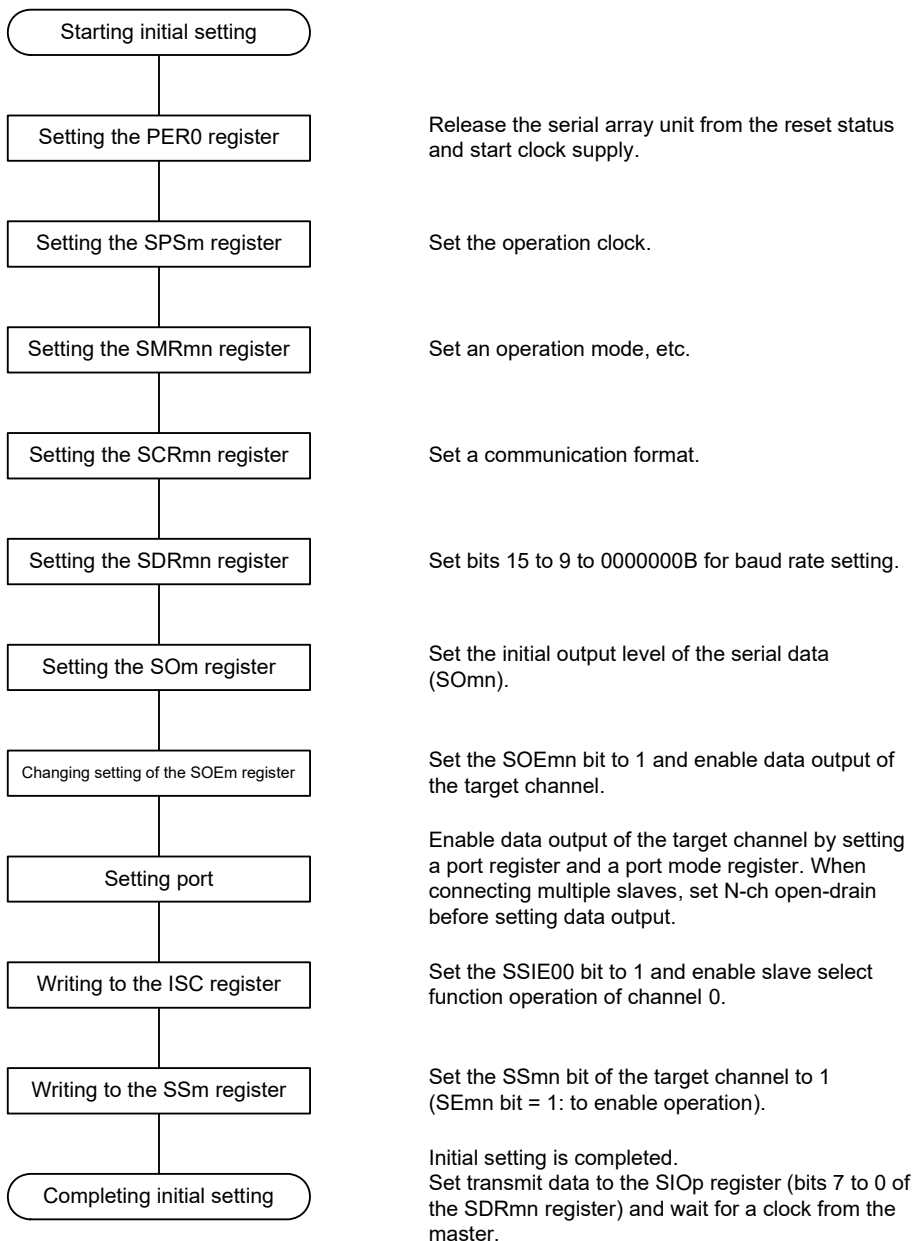 Starting initial setting
Setting the PER0 register
Release the serial array unit from the reset status
and start clock supply.
Setting the SPSm register
Set the operation clock.
Setting the SMRmn register
Set an operation mode, etc.
Setting the SCRmn register
Set a communication format.
Setting the SDRmn register
Set bits 15 to 9 to 0000000B for baud rate setting.
Setting the SOm register
Set the initial output level of the serial data
(SOmn).
Changing setting of the SOEm register
Set the SOEmn bit to 1 and enable data output of
the target channel.
Setting port
Enable data output of the target channel by setting
a port register and a port mode register. When
connecting multiple slaves, set N-ch open-drain
before setting data output.
Writing to the ISC register
Set the SSIE00 bit to 1 and enable slave select
function operation of channel 0.
Writing to the SSm register
Set the SSmn bit of the target channel to 1
(SEmn bit = 1: to enable operation).
Completing initial setting
Initial setting is completed.
Set transmit data to the SIOp register (bits 7 to 0 of
the SDRmn register) and wait for a clock from the
master.